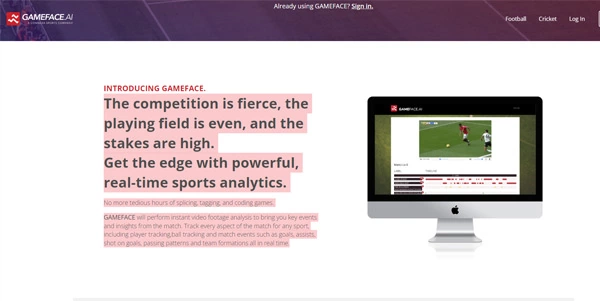 Already using GAMEFACE? Sign in.
GAMEFACE.AI
Football
Cricket
Log In
INTRODUCING GAMEFACE.
The competition is fierce, the
playing field is even, and the
stakes are high.
Get the edge with powerful,
real-time sports analytics.
No more tedious hours of splicing, tagging, and coding games.
GAMEFACE will perform instant video footage analysis to bring you key events
and insights from the match. Track every aspect of the match for any sport,
including player tracking,ball tracking and match events such as goals, assists,
shot on goals, passing patterns and team formations all in real time.
GAMEFACE.AI